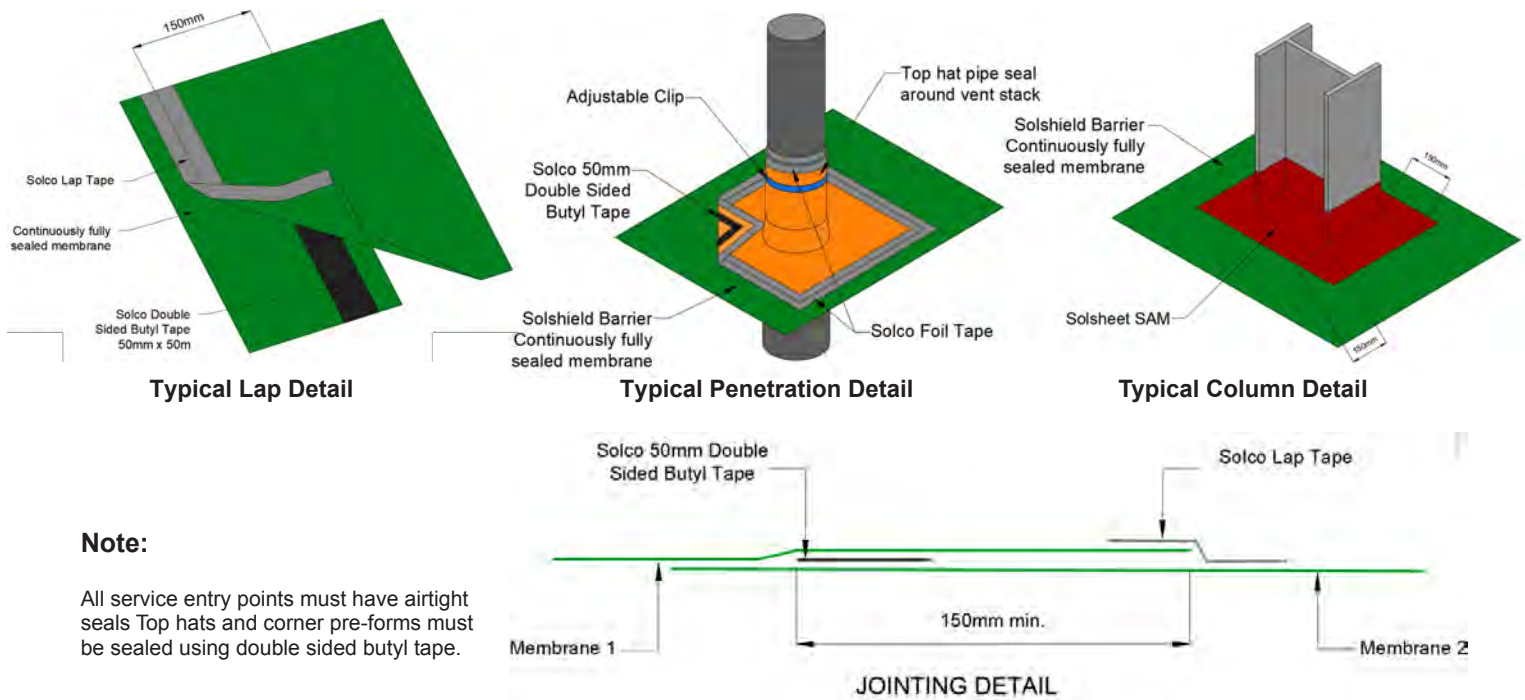 150mm
Solco Lap Tape
Continuously fully
sealed membrane
Solco Double
Sided Butyl Tape
50mm x 50m
Typical Lap Detail
Adjustable Clip
Top hat pipe seal
around vent stack
Solco 50mm
Double Sided
Butyl Tape
Solshield Barrier
Continuously fully
sealed membrane
Solco Foil Tape
Typical Penetration Detail
Solshield Barrier
Continuously fully
sealed membrane
150mm
Solsheet SAM
150mm
Typical Column Detail
Note:
All service entry points must have airtight
seals Top hats and corner pre-forms must
be sealed using double sided butyl tape.
Solco 50mm Double
Sided Butyl Tape
Solco Lap Tape
150mm min.
Membrane 1
Membrane 2
JOINTING DETAIL